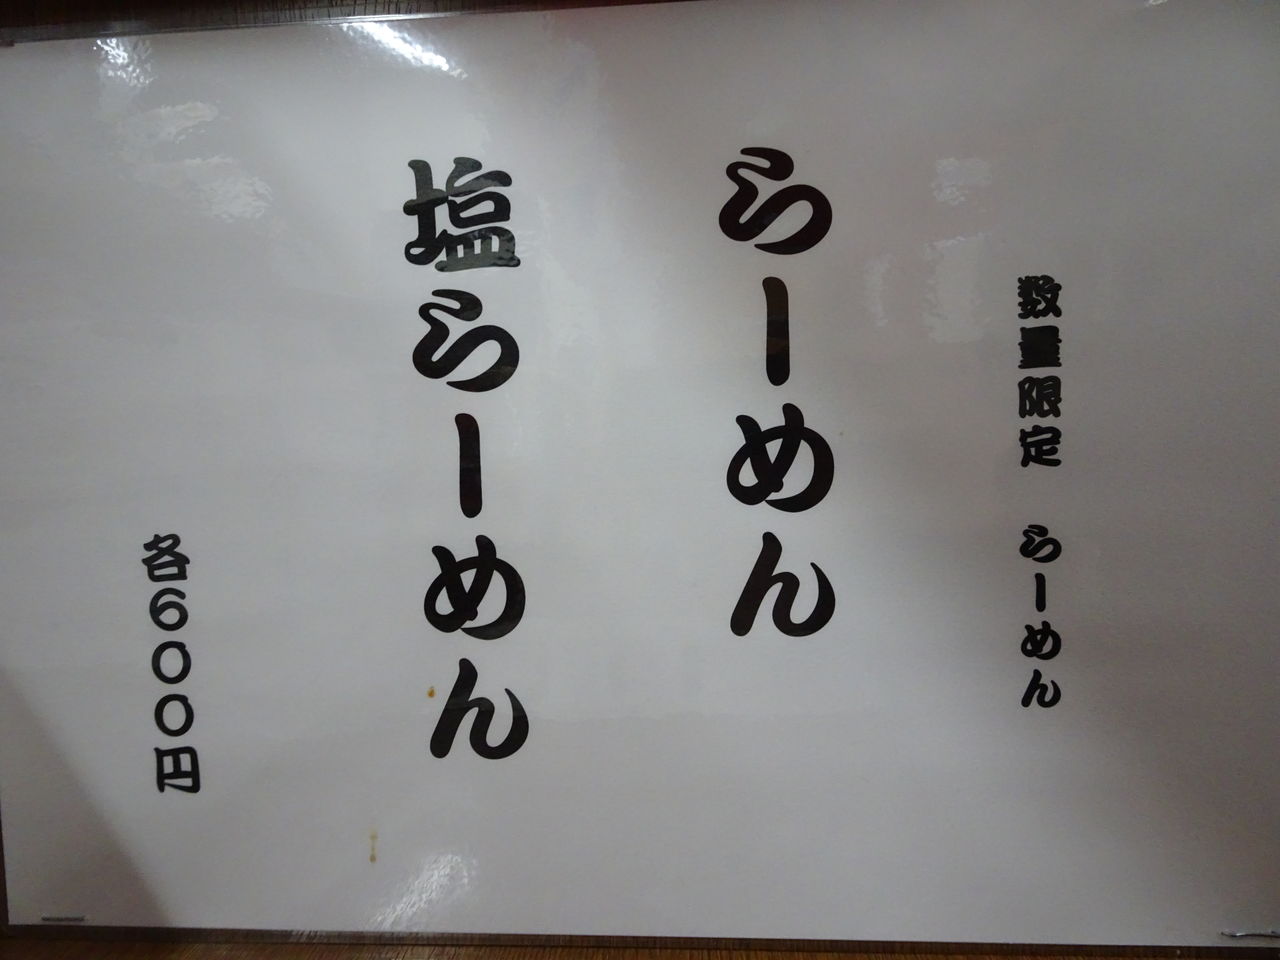 数量限定　らーめん
らーめん
塩らーめん
各６００円